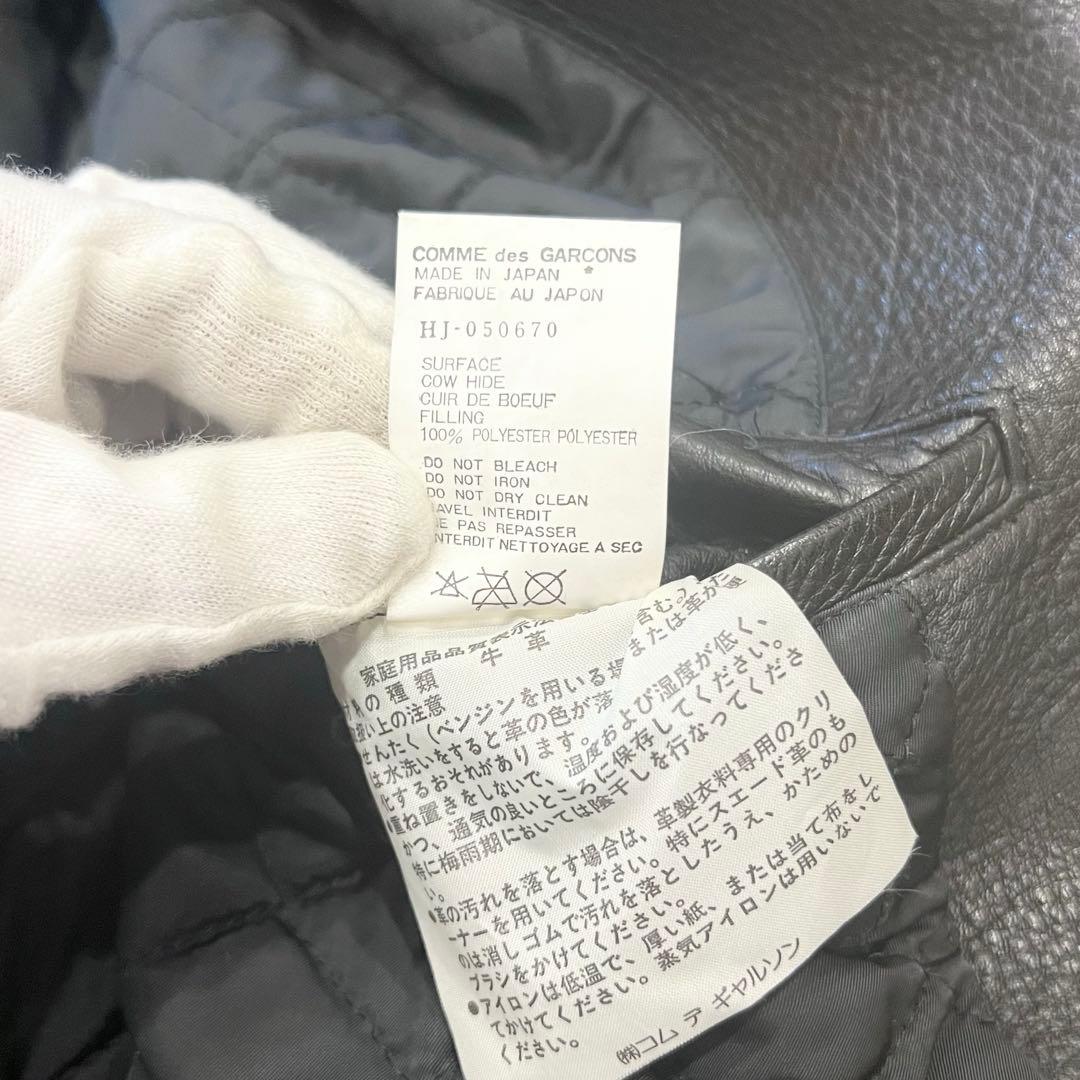 COMME des GARCONS
MADE IN JAPAN *
FABRIQUE AU JAPON
HJ-050670
SURFACE
COW HIDE
CUIR DE BOEUF
FILLING
100% POLYESTER POLYESTER
DO NOT BLEACH
DO NOT IRON
DO NOT DRY CLEAN
AVEL INTERDIT
E PAS REPASSER
NTERDIT NETTOYAGE A SEC
家庭用品品質表示法
の種類 牛革
扱い上の注意
せんたく(ベンジンを用いる場 含む。)
は水洗いをすると革の色が落 または革が
化するおそれがあります。
●重ね置きをしないで、温度および湿度が低く、
かつ、通気の良いところに保存してください。
特に梅雨期においては陰干しを行なってくださ
い。
●革の汚れを落とす場合は、革製衣料専用のクリ
ーナーを用いてください。特にスエード革のも
のは消しゴムで汚れを落としたうえ、かための
ブラシをかけてください。
●アイロンは低温で、厚い紙、または当て布をし
てかけてください。蒸気アイロンは用いないで
ください。
㈱コム デ ギャルソン